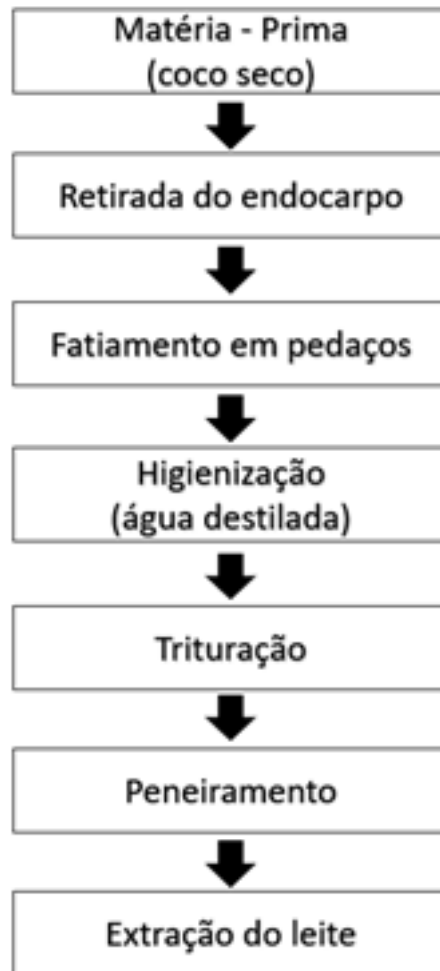 Matéria - Prima
(coco seco)
Retirada do endocarpo
Fatiamento em pedaços
Higienização
(água destilada)
Trituração
Peneiramento
Extração do leite